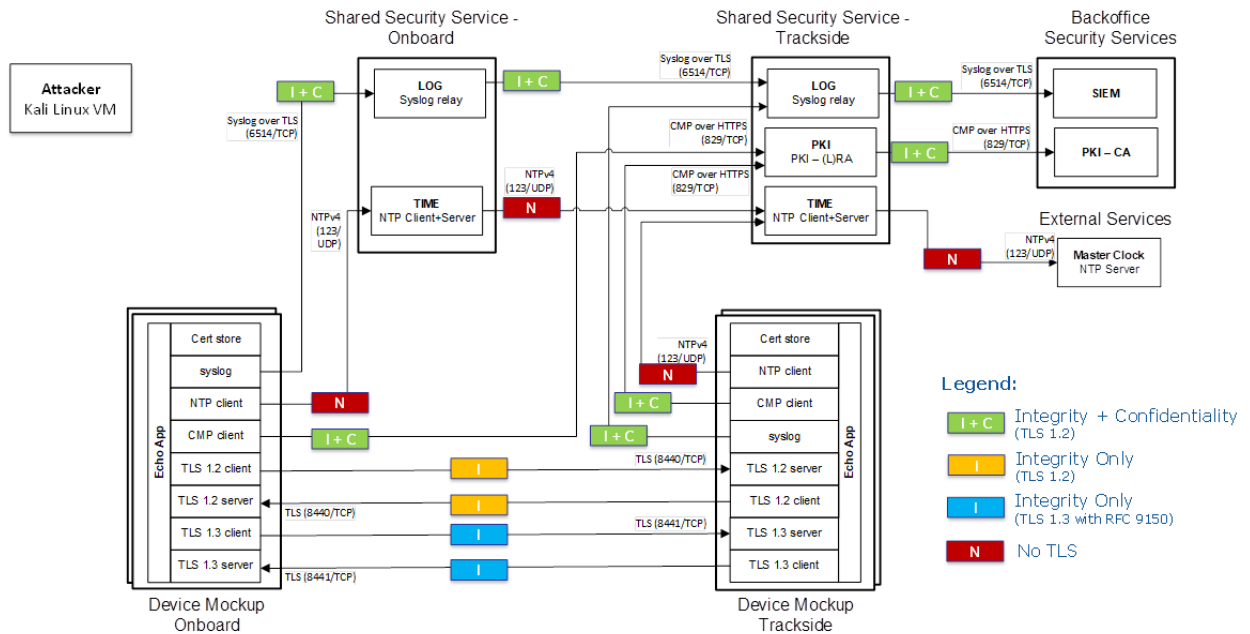 Shared Security Service -
Onboard
Shared Security Service -
Trackside
Backoffice
Security Services
Attacker
Kali Linux VM
I + C
Syslog over TLS
(6514/TCP)
LOG
Syslog relay
I + C
Syslog over TLS
(6514/TCP)
LOG
Syslog relay
I + C
Syslog over TLS
(6514/TCP)
SIEM
CMP over HTTPS
(829/TCP)
PKI
PKI – (L)RA
I + C
CMP over HTTPS
(829/TCP)
PKI – CA
CMP over HTTPS
(829/TCP)
NTPv4
(123/
UDP)
TIME
NTP Client+Server
NTPv4
(123/UDP)
N
TIME
NTP Client+Server
External Services
N
NTPv4
(123/UDP)
Master Clock
NTP Server
Echo App
Cert store
syslog
NTP client
CMP client
TLS 1.2 client
TLS 1.2 server
TLS 1.3 client
TLS 1.3 server
N
I + C
NTPv4
(123/UDP)
N
I + C
I + C
I
TLS (8440/TCP)
I
TLS (8440/TCP)
I
TLS (8441/TCP)
I
TLS (8441/TCP)
Cert store
NTP client
CMP client
syslog
TLS 1.2 server
TLS 1.2 client
TLS 1.3 server
TLS 1.3 client
Echo App
Device Mockup
Onboard
Device Mockup
Trackside
Legend:
I + C
Integrity + Confidentiality
(TLS 1.2)
I
Integrity Only
(TLS 1.2)
I
Integrity Only
(TLS 1.3 with RFC 9150)
N
No TLS